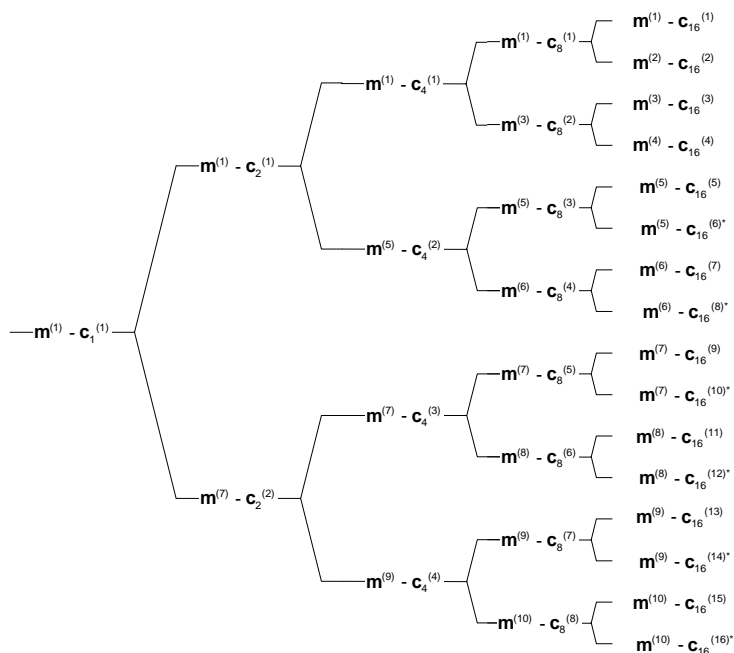 m(1) - c1(1)
m(1) - c2(1)
m(7) - c2(2)
m(1) - c4(1)
m(5) - c4(2)
m(7) - c4(3)
m(9) - c4(4)
m(1) - c8(1)
m(3) - c8(2)
m(5) - c8(3)
m(6) - c8(4)
m(7) - c8(5)
m(8) - c8(6)
m(9) - c8(7)
m(10) - c8(8)
m(1) - c16(1)
m(2) - c16(2)
m(3) - c16(3)
m(4) - c16(4)
m(5) - c16(5)
m(5) - c16(6)*
m(6) - c16(7)
m(6) - c16(8)*
m(7) - c16(9)
m(7) - c16(10)*
m(8) - c16(11)
m(8) - c16(12)*
m(9) - c16(13)
m(9) - c16(14)*
m(10) - c16(15)
m(10) - c16(16)*